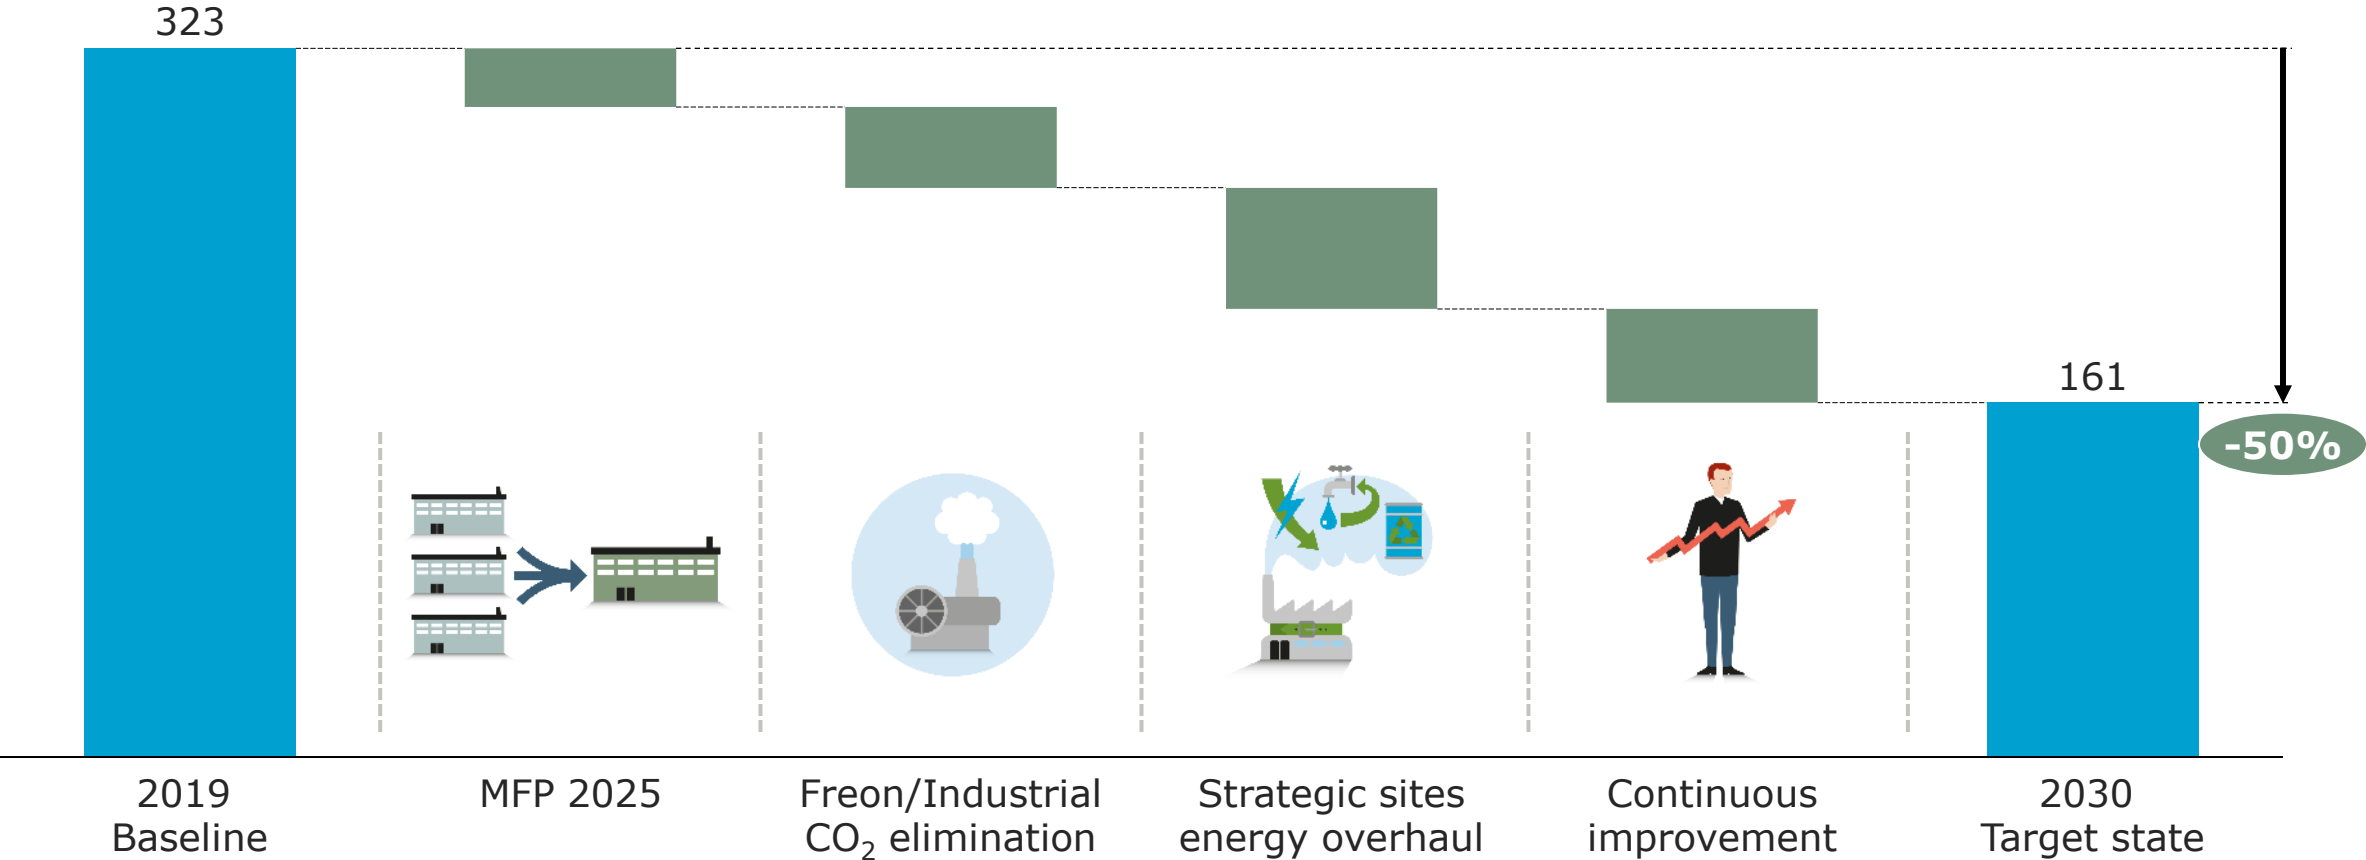 323
161
-50%
2019
Baseline
MFP 2025
Freon/Industrial
CO₂ elimination
Strategic sites
energy overhaul
Continuous
improvement
2030
Target state